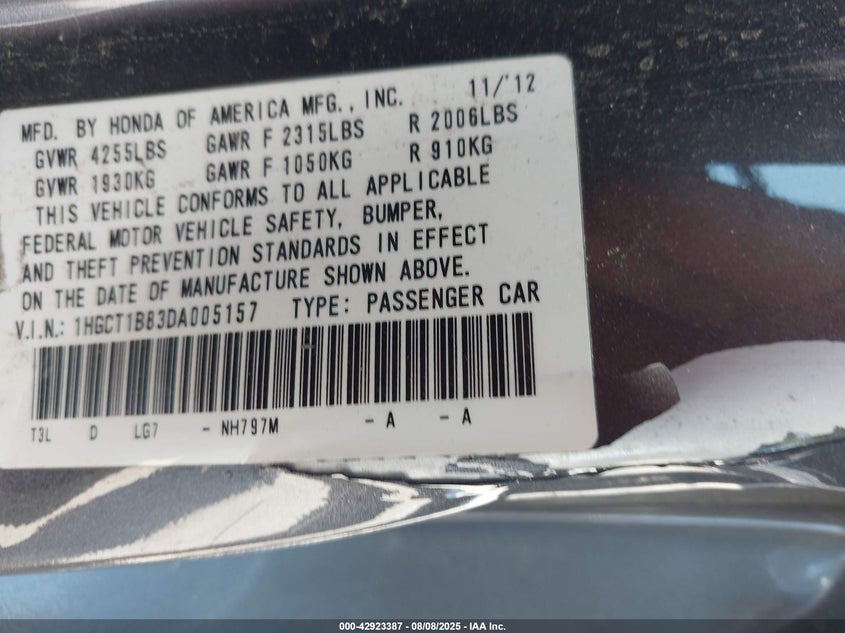 MFD. BY HONDA OF AMERICA MFG., INC. 11/'12
GVWR 4255LBS GAWR F 2315LBS R 2006LBS
GVWR 1930KG GAWR F 1050KG R 910KG
THIS VEHICLE CONFORMS TO ALL APPLICABLE
FEDERAL MOTOR VEHICLE SAFETY, BUMPER,
AND THEFT PREVENTION STANDARDS IN EFFECT
ON THE DATE OF MANUFACTURE SHOWN ABOVE.
V.I.N.: 1HGCT1B83DA005157 TYPE: PASSENGER CAR
T3L D LG7 - NH797M - A - A
000-42923387 - 08/08/2025 - IAA Inc.